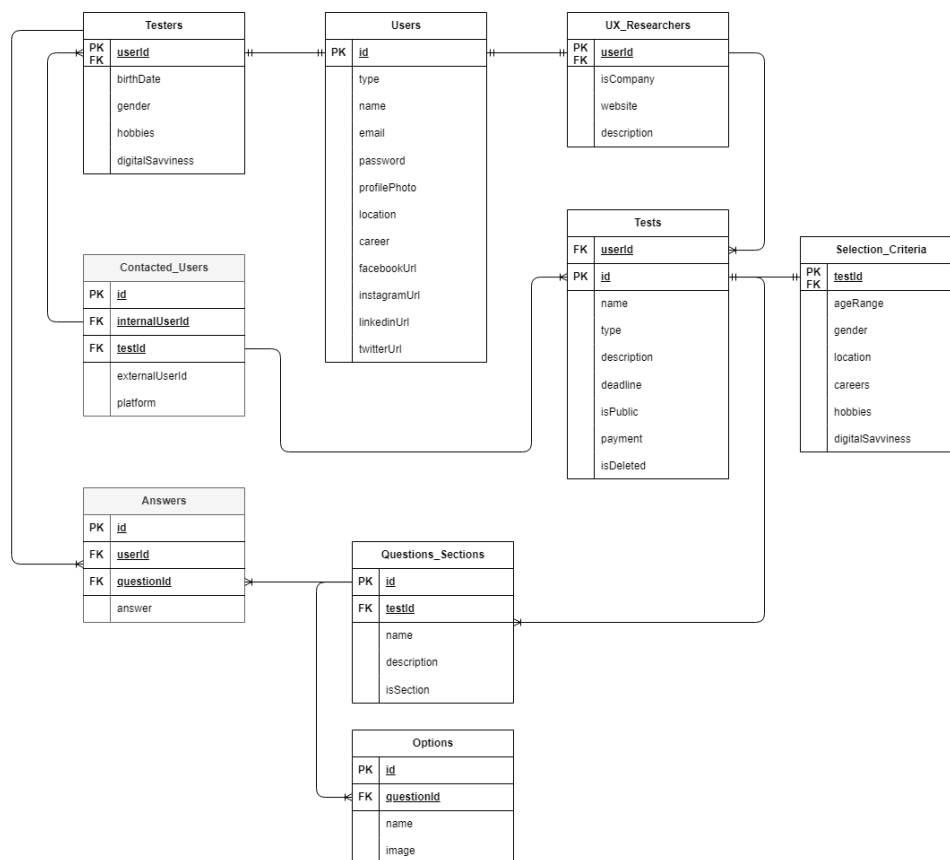 Testers
PK
FK
userId
birthDate
gender
hobbies
digitalSavviness
Users
PK id
type
name
email
password
profilePhoto
location
career
facebookUrl
instagramUrl
linkedinUrl
twitterUrl
UX_Researchers
PK
FK
userId
isCompany
website
description
Contacted_Users
PK id
FK internalUserId
FK testId
externalUserId
platform
Tests
FK userId
PK id
name
type
description
deadline
isPublic
payment
isDeleted
Selection_Criteria
PK
FK
testId
ageRange
gender
location
careers
hobbies
digitalSavviness
Answers
PK id
FK userId
FK questionId
answer
Questions_Sections
PK id
FK testId
name
description
isSection
Options
PK id
FK questionId
name
image